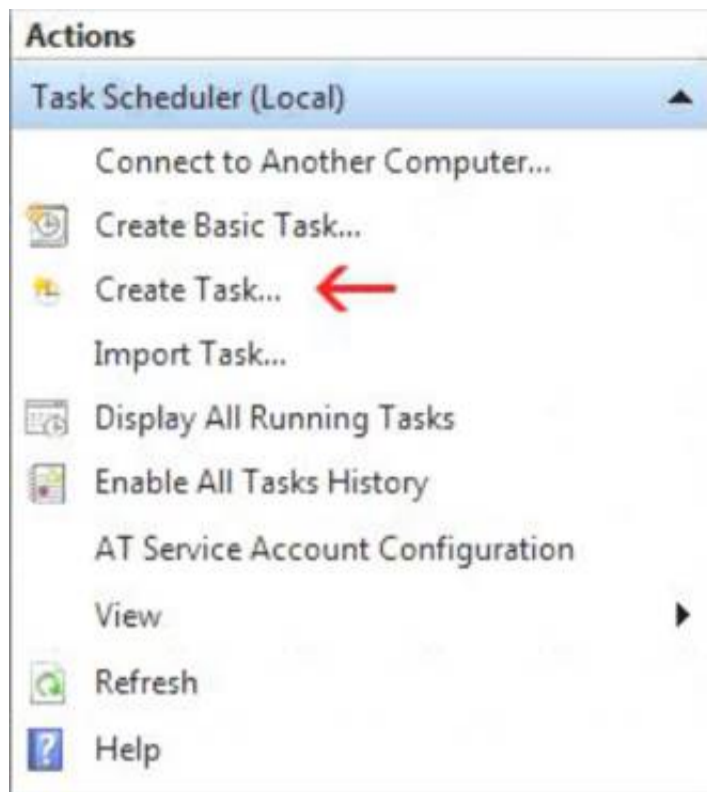 Actions
Task Scheduler (Local)
Connect to Another Computer...
Create Basic Task...
Create Task...
Import Task...
Display All Running Tasks
Enable All Tasks History
AT Service Account Configuration
View
Refresh
Help